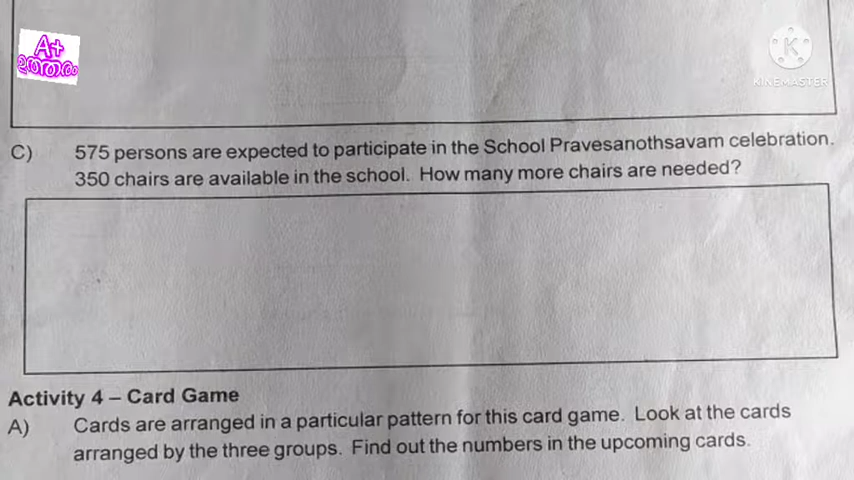 A+
ഉത്തരം
KINEMASTER
C) 575 persons are expected to participate in the School Pravesanothsavam celebration.
350 chairs are available in the school. How many more chairs are needed?
Activity 4 – Card Game
A) Cards are arranged in a particular pattern for this card game. Look at the cards
arranged by the three groups. Find out the numbers in the upcoming cards.